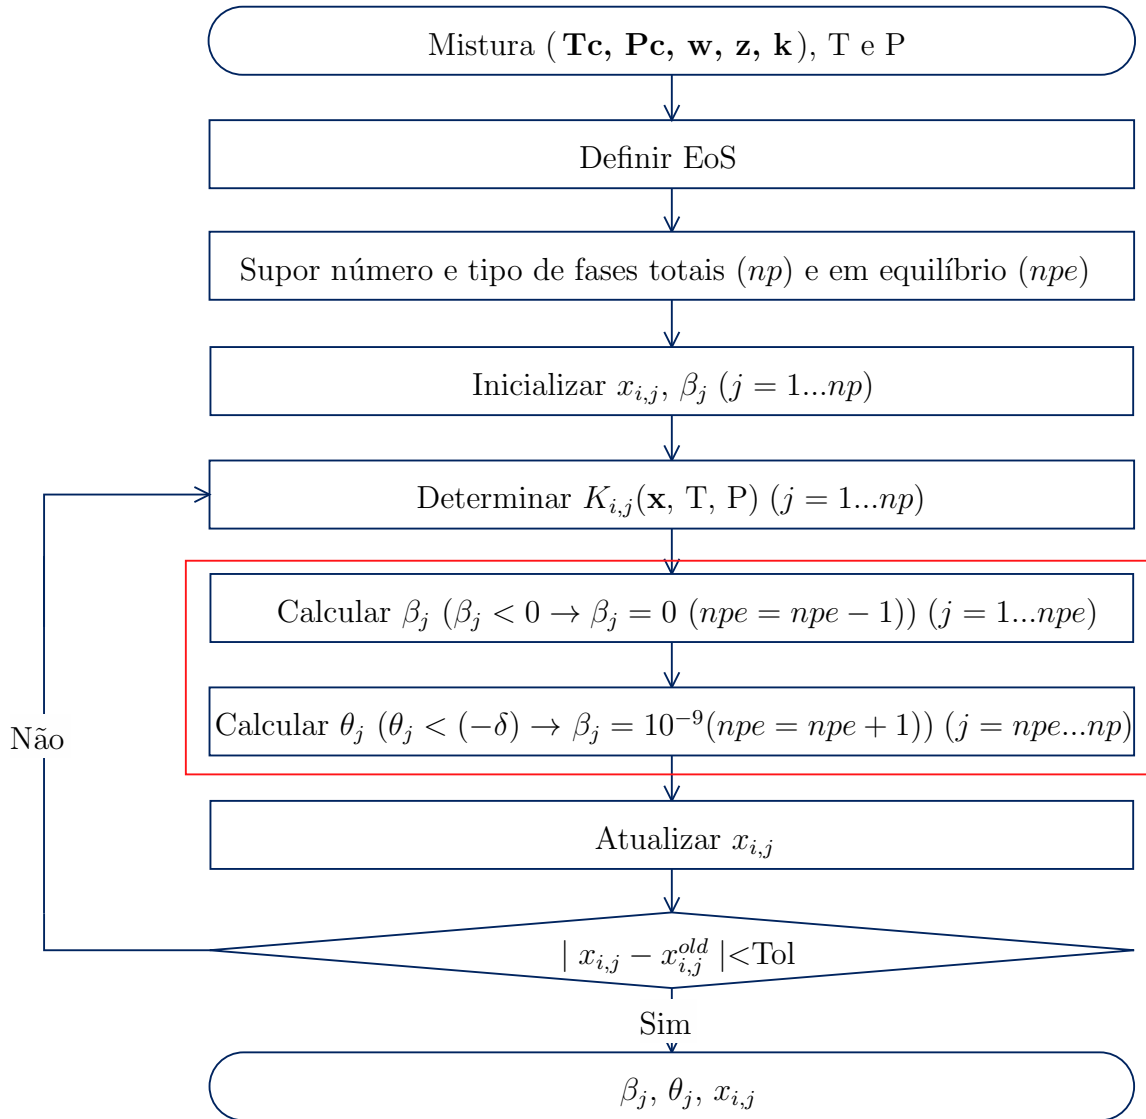 Mistura ( Tc, Pc, w, z, k ), T e P
Definir EoS
Supor número e tipo de fases totais (np) e em equilíbrio (npe)
Inicializar x_{i,j}, β_j (j = 1...np)
Determinar K_{i,j}(x, T, P) (j = 1...np)
Calcular β_j (β_j < 0 → β_j = 0 (npe = npe − 1)) (j = 1...npe)
Calcular θ_j (θ_j < (−δ) → β_j = 10^{−9}(npe = npe + 1)) (j = npe...np)
Não
Atualizar x_{i,j}
| x_{i,j} − x_{i,j}^{old} |<Tol
Sim
β_j, θ_j, x_{i,j}